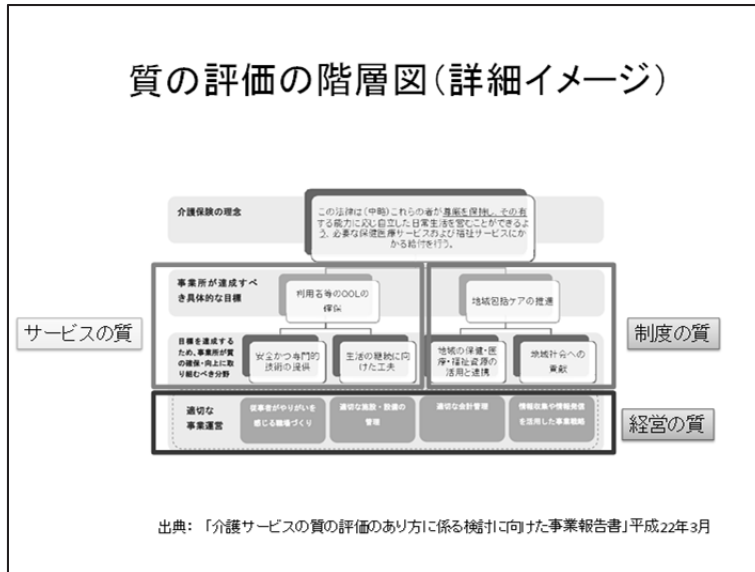 質の評価の階層図(詳細イメージ)
介護保険の理念
この法律は(中略)これらの者が尊厳を保持し、その有
する能力に応じ自立した日常生活を営むことができるよ
う、必要な保健医療サービスおよび福祉サービスにか
かる給付を行う。
事業所が達成すべ
き具体的な目標
利用者等のQOLの
確保
地域包括ケアの推進
サービスの質
制度の質
目標を達成する
ため、事業所が質
の確保・向上に取
り組むべき分野
安全かつ専門的
技術の提供
生活の継続に向
けた工夫
地域の保健・医
療・福祉資源の
活用と連携
地域社会への
貢献
適切な
事業運営
従事者がやりがいを
感じる職場づくり
適切な施設・設備の
管理
適切な会計管理
情報収集や情報発信
を活用した事業戦略
経営の質
出典: 「介護サービスの質の評価のあり方に係る検討に向けた事業報告書」平成22年3月